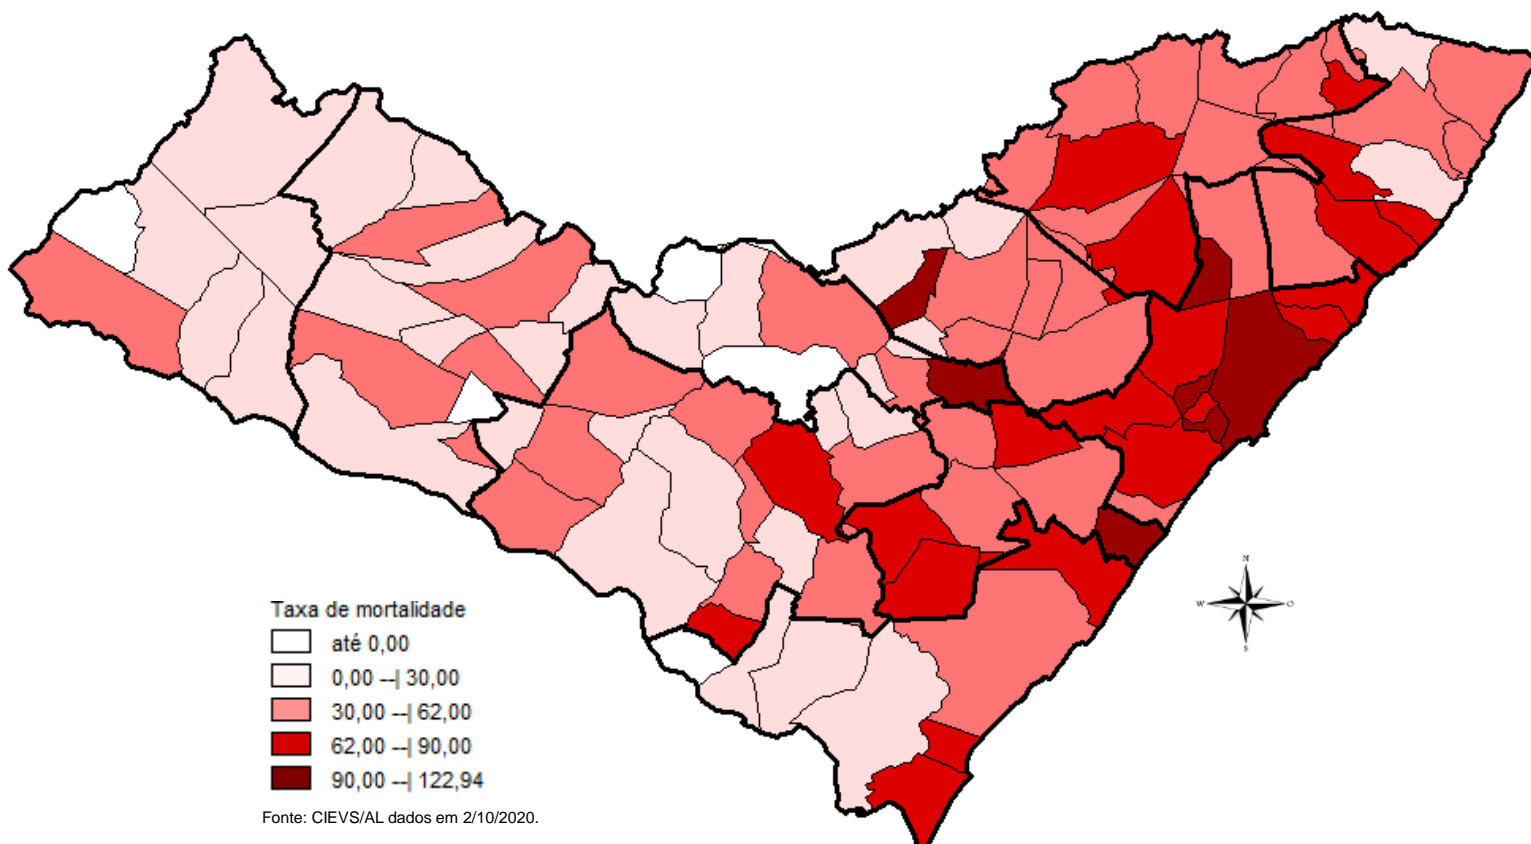 N
W
O
S
Taxa de mortalidade
até 0,00
0,00 --| 30,00
30,00 --| 62,00
62,00 --| 90,00
90,00 --| 122,94
Fonte: CIEVS/AL dados em 2/10/2020.